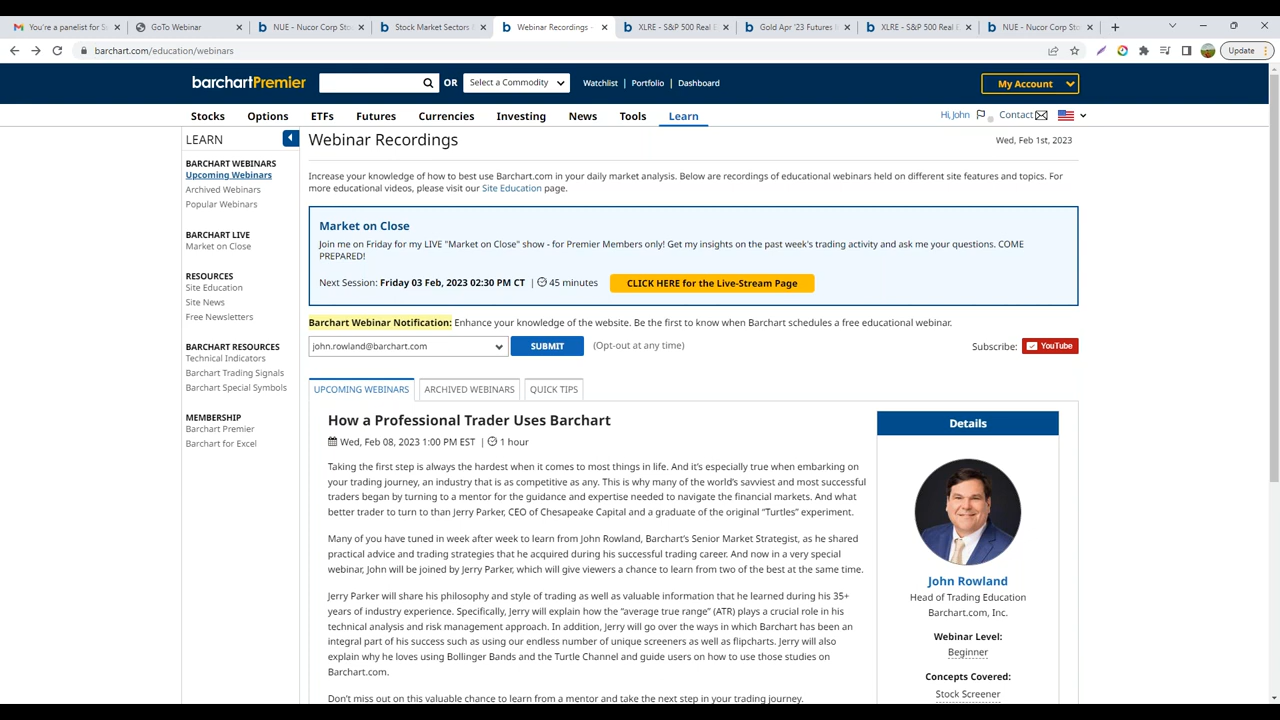 You're a panelist for S
GoTo Webinar
NUE - Nucor Corp Sto
Stock Market Sectors
Webinar Recordings -
XLRE - S&P 500 Real E
Gold Apr '23 Futures
XLRE - S&P 500 Real E
NUE - Nucor Corp Sto
barchart.com/education/webinars
Update
barchartPremier
OR
Select a Commodity
Watchlist | Portfolio | Dashboard
My Account
Stocks Options ETFs Futures Currencies Investing News Tools Learn
Hi, John
Contact
LEARN
BARCHART WEBINARS
Upcoming Webinars
Archived Webinars
Popular Webinars
BARCHART LIVE
Market on Close
RESOURCES
Site Education
Site News
Free Newsletters
BARCHART RESOURCES
Technical Indicators
Barchart Trading Signals
Barchart Special Symbols
MEMBERSHIP
Barchart Premier
Barchart for Excel
Webinar Recordings
Wed, Feb 1st, 2023
Increase your knowledge of how to best use Barchart.com in your daily market analysis. Below are recordings of educational webinars held on different site features and topics. For
more educational videos, please visit our Site Education page.
Market on Close
Join me on Friday for my LIVE "Market on Close" show - for Premier Members only! Get my insights on the past week's trading activity and ask me your questions. COME
PREPARED!
Next Session: Friday 03 Feb, 2023 02:30 PM CT | 45 minutes
CLICK HERE for the Live-Stream Page
Barchart Webinar Notification: Enhance your knowledge of the website. Be the first to know when Barchart schedules a free educational webinar.
john.rowland@barchart.com
SUBMIT
(Opt-out at any time)
Subscribe: YouTube
UPCOMING WEBINARS
ARCHIVED WEBINARS
QUICK TIPS
How a Professional Trader Uses Barchart
Wed, Feb 08, 2023 1:00 PM EST | 1 hour
Taking the first step is always the hardest when it comes to most things in life. And it's especially true when embarking on
your trading journey, an industry that is as competitive as any. This is why many of the world's savviest and most successful
traders began by turning to a mentor for the guidance and expertise needed to navigate the financial markets. And what
better trader to turn to than Jerry Parker, CEO of Chesapeake Capital and a graduate of the original “Turtles” experiment.
Many of you have tuned in week after week to learn from John Rowland, Barchart's Senior Market Strategist, as he shared
practical advice and trading strategies that he acquired during his successful trading career. And now in a very special
webinar, John will be joined by Jerry Parker, which will give viewers a chance to learn from two of the best at the same time.
Jerry Parker will share his philosophy and style of trading as well as valuable information that he learned during his 35+
years of industry experience. Specifically, Jerry will explain how the “average true range” (ATR) plays a crucial role in his
technical analysis and risk management approach. In addition, Jerry will go over the ways in which Barchart has been an
integral part of his success such as using our endless number of unique screeners as well as flipcharts. Jerry will also
explain why he loves using Bollinger Bands and the Turtle Channel and guide users on how to use those studies on
Barchart.com.
Don't miss out on this valuable chance to learn from a mentor and take the next step in your trading journey.
Details
John Rowland
Head of Trading Education
Barchart.com, Inc.
Webinar Level:
Beginner
Concepts Covered:
Stock Screener